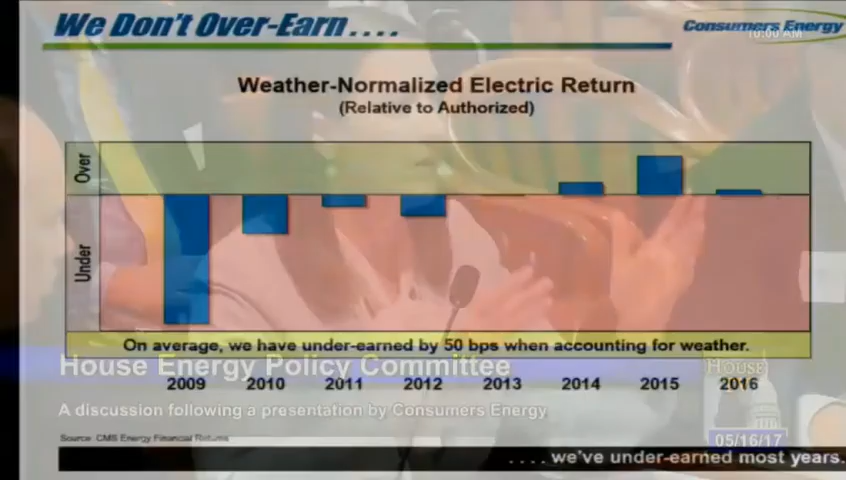 We Don't Over-Earn....
Consumers Energy
10:00 AM
Weather-Normalized Electric Return
(Relative to Authorized)
Over
Under
On average, we have under-earned by 50 bps when accounting for weather.
House Energy Policy Committee
HOUSE
2009 2010 2011 2012 2013 2014 2015 2016
A discussion following a presentation by Consumers Energy
Source: CMS Energy Financial Returns
05/16/17
....we've under-earned most years.